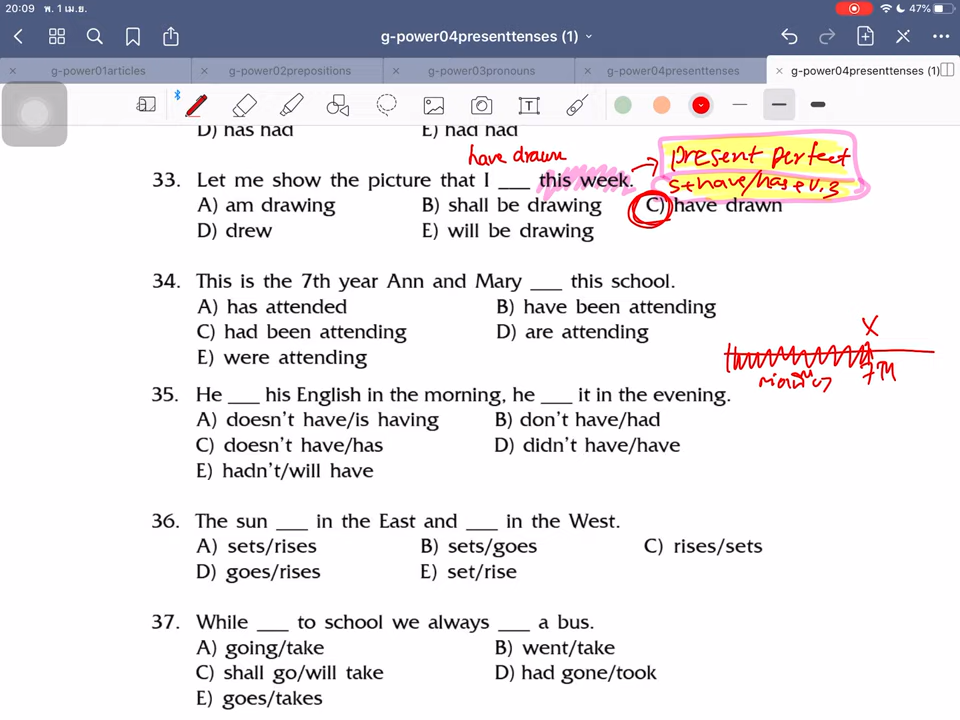 20:09 พ. 1 เม.ย. 47%
g-power04presenttenses (1)
g-power01articles g-power02prepositions g-power03pronouns g-power04presenttenses g-power04presenttenses (1)
D) has had E) had had
have drawn
present perfect
33. Let me show the picture that I ___ this week.
S+have/has+v.3
A) am drawing B) shall be drawing C) have drawn
D) drew E) will be drawing
34. This is the 7th year Ann and Mary ___ this school.
A) has attended B) have been attending
C) had been attending D) are attending
X
E) were attending
35. He ___ his English in the morning, he ___ it in the evening.
A) doesn't have/is having B) don't have/had
C) doesn't have/has D) didn't have/have
E) hadn't/will have
36. The sun ___ in the East and ___ in the West.
A) sets/rises B) sets/goes C) rises/sets
D) goes/rises E) set/rise
37. While ___ to school we always ___ a bus.
A) going/take B) went/take
C) shall go/will take D) had gone/took
E) goes/takes